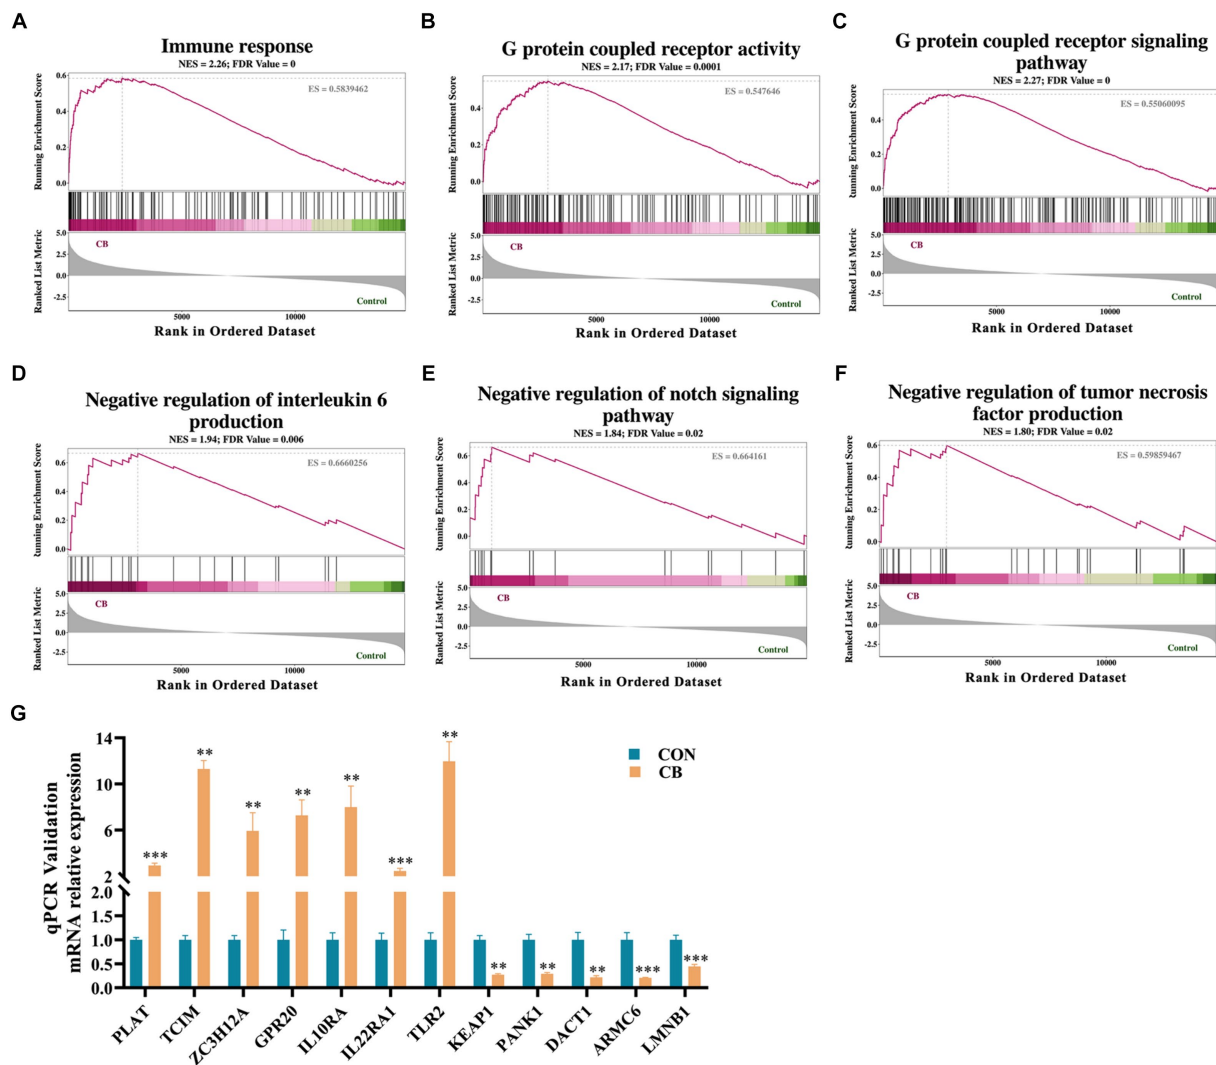 A
Immune response
NES = 2.26; FDR Value = 0
ES = 0.5839462
Running Enrichment Score
0.6
0.4
0.2
0.0
CB
Control
Ranked List Metric
5.0
2.5
0.0
-2.5
5000
10000
Rank in Ordered Dataset
B
G protein coupled receptor activity
NES = 2.17; FDR Value = 0.0001
ES = 0.547646
Running Enrichment Score
0.4
0.2
0.0
CB
Control
Ranked List Metric
5.0
2.5
0.0
-2.5
5000
10000
Rank in Ordered Dataset
C
G protein coupled receptor signaling
pathway
NES = 2.27; FDR Value = 0
ES = 0.55060095
unning Enrichment Score
0.4
0.2
0.0
CB
Control
Ranked List Metric
5.0
2.5
0.0
-2.5
5000
10000
Rank in Ordered Dataset
D
Negative regulation of interleukin 6
production
NES = 1.94; FDR Value = 0.006
ES = 0.6660256
unning Enrichment Score
0.6
0.4
0.2
0.0
CB
Control
Ranked List Metric
5.0
2.5
0.0
-2.5
5000
10000
Rank in Ordered Dataset
E
Negative regulation of notch signaling
pathway
NES = 1.84; FDR Value = 0.02
ES = 0.664161
unning Enrichment Score
0.6
0.4
0.2
0.0
CB
Control
Ranked List Metric
5.0
2.5
0.0
-2.5
5000
10000
Rank in Ordered Dataset
F
Negative regulation of tumor necrosis
factor production
NES = 1.80; FDR Value = 0.02
ES = 0.59859467
unning Enrichment Score
0.6
0.4
0.2
0.0
CB
Control
Ranked List Metric
5.0
2.5
0.0
-2.5
5000
10000
Rank in Ordered Dataset
G
qPCR Validation
mRNA relative expression
14
10
6
2
2.0
1.5
1.0
0.5
0.0
***
**
**
**
**
***
**
**
**
**
***
***
CON
CB
PLAT
TCIM
ZC3H12A
GPR20
IL10RA
IL22RA1
TLR2
KEAP1
PANK1
DACT1
ARMC6
LMNB1